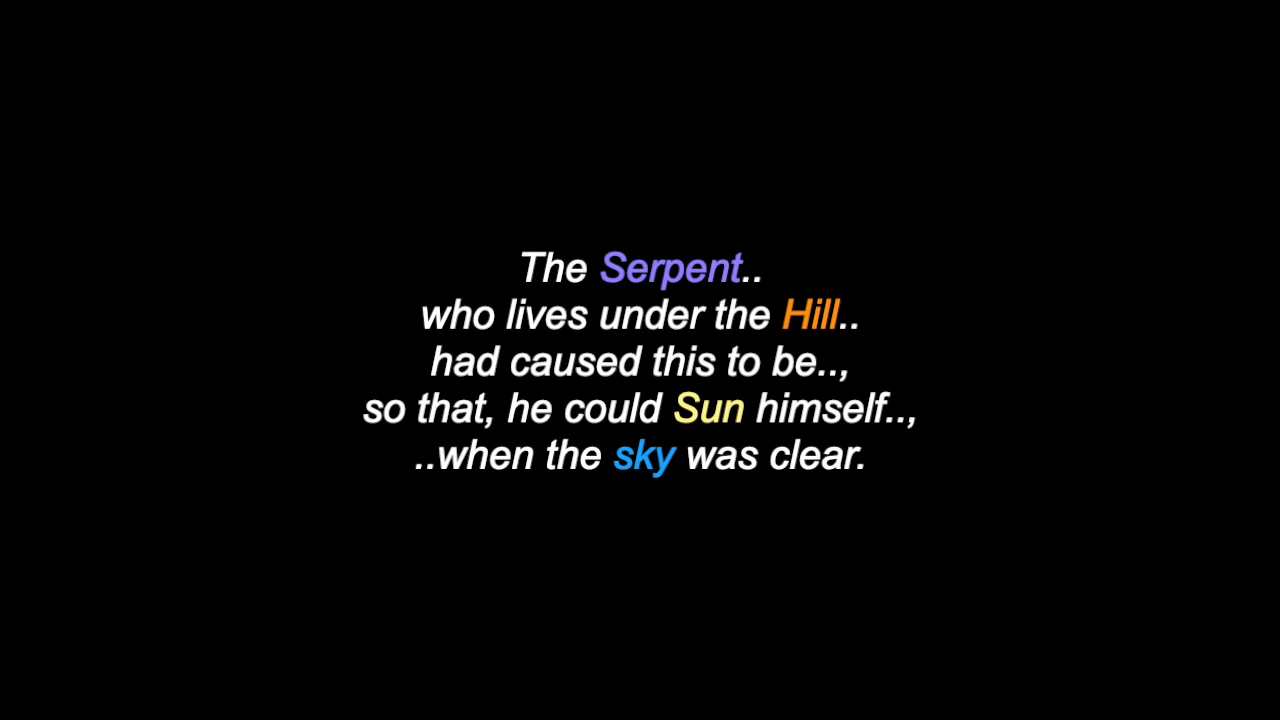 The Serpent..
who lives under the Hill..
had caused this to be..,
so that, he could Sun himself..,
..when the sky was clear.